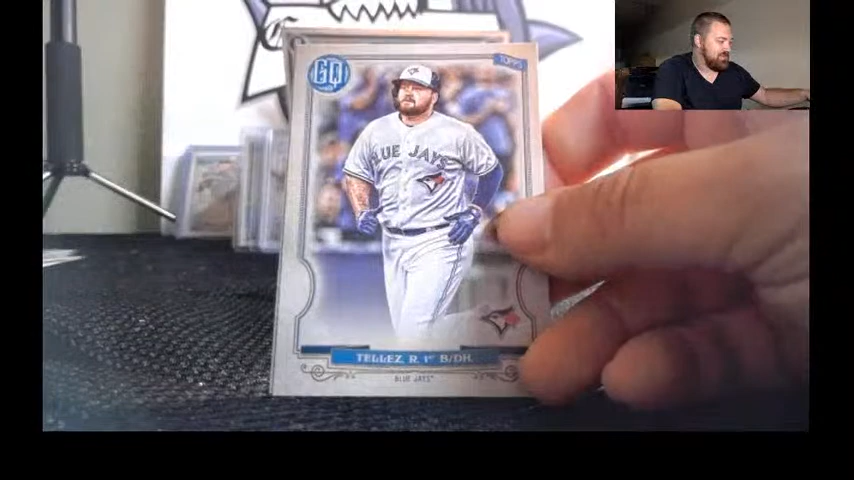 GQ
TOPPS
BLUE JAYS
TELLEZ R. 1ST B/DH.
BLUE JAYS